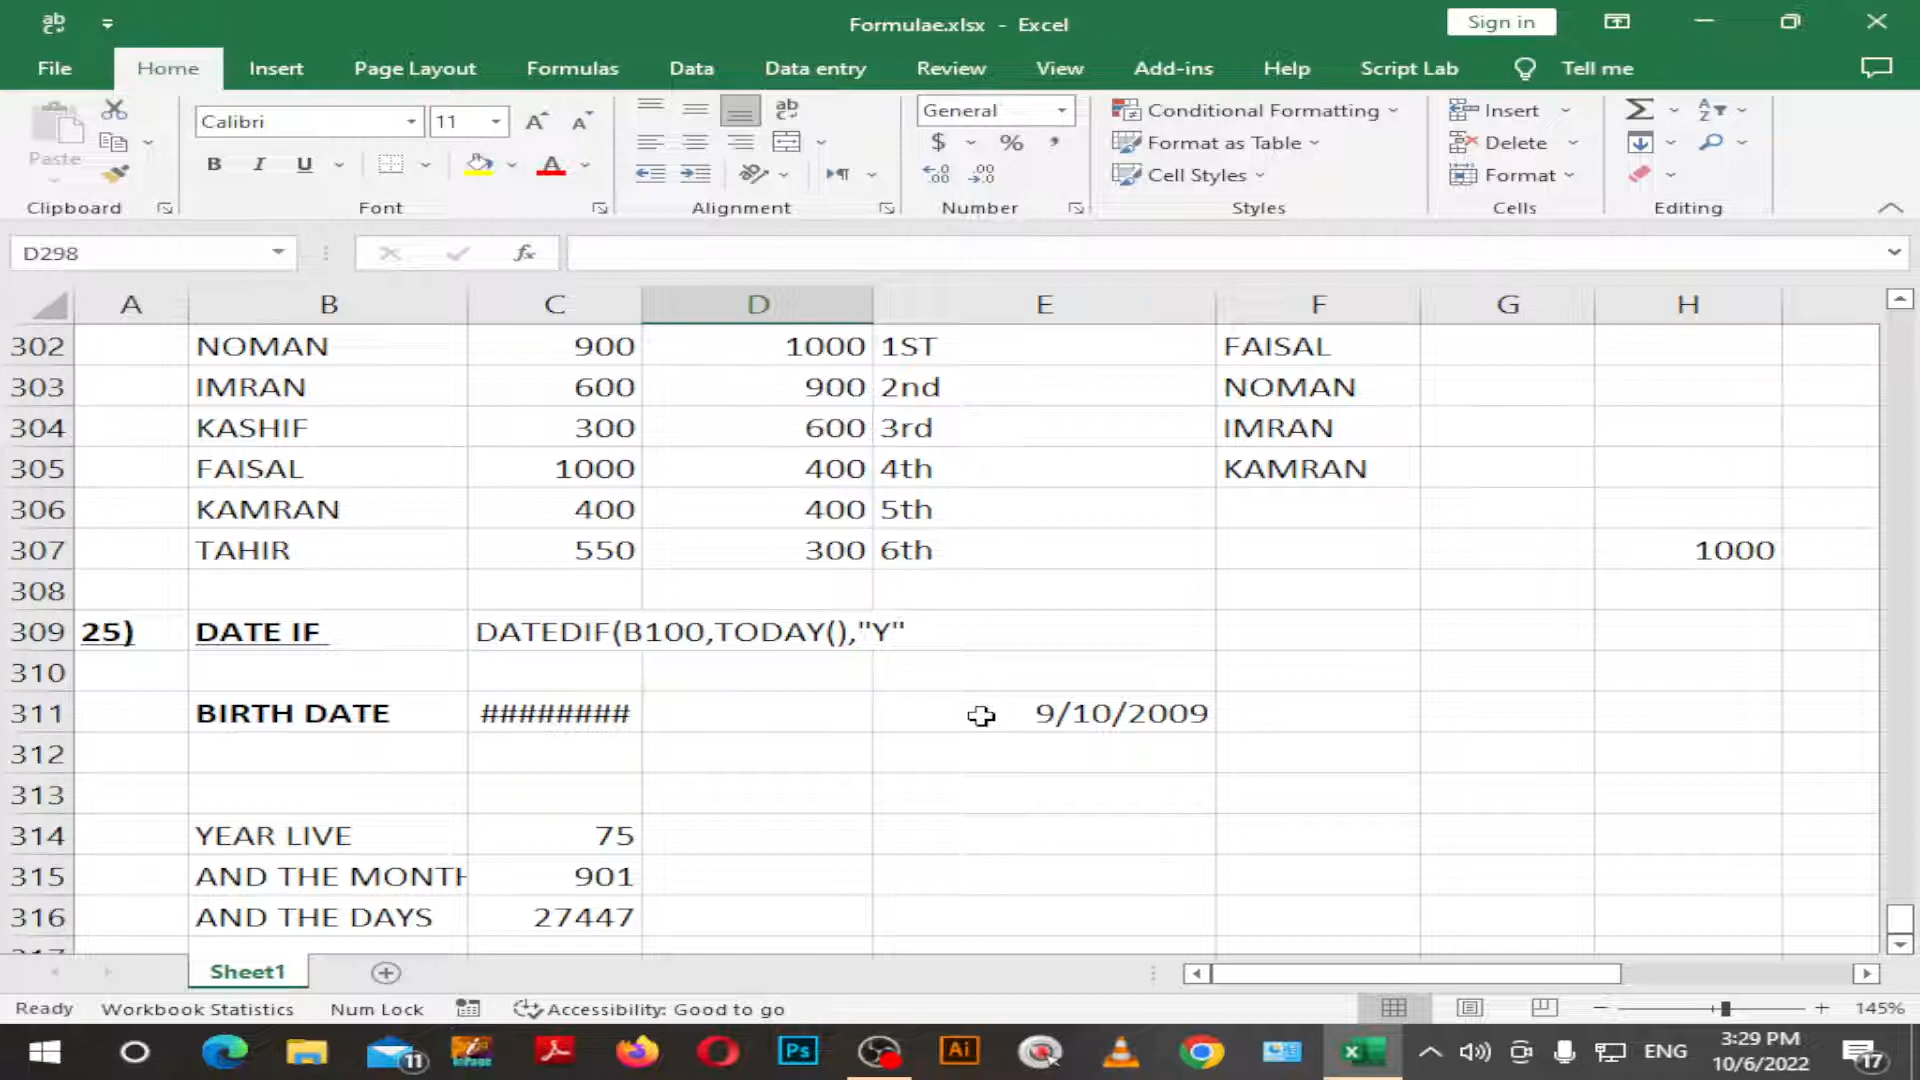 Formulae.xlsx - Excel
Sign in
File Home Insert Page Layout Formulas Data Data entry Review View Add-ins Help Script Lab Tell me
Paste
Calibri 11
General
Conditional Formatting
Format as Table
Cell Styles
Insert
Delete
Format
Clipboard Font Alignment Number Styles Cells Editing
D298
A B C D E F G H
302 NOMAN 900 1000 1ST FAISAL
303 IMRAN 600 900 2nd NOMAN
304 KASHIF 300 600 3rd IMRAN
305 FAISAL 1000 400 4th KAMRAN
306 KAMRAN 400 400 5th
307 TAHIR 550 300 6th 1000
308
309 25) DATE IF DATEDIF(B100,TODAY(),"Y"
310
311 BIRTH DATE ######## 9/10/2009
312
313
314 YEAR LIVE 75
315 AND THE MONTH 901
316 AND THE DAYS 27447
Sheet1
Ready Workbook Statistics Num Lock Accessibility: Good to go 145%
11 Ps Ai ENG 3:29 PM
10/6/2022 17